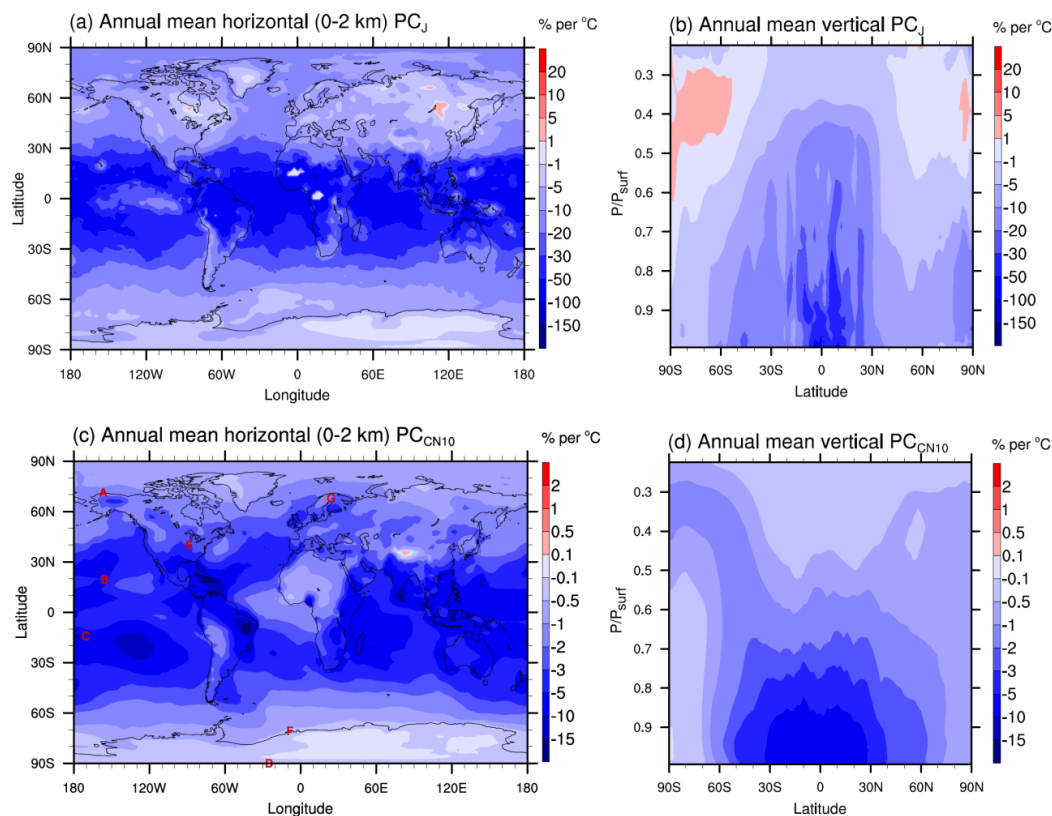 (a) Annual mean horizontal (0-2 km) PC_J
% per °C
90N
60N
30N
0
30S
60S
90S
Latitude
180
120W
60W
0
60E
120E
180
Longitude
20
10
5
1
-1
-5
-10
-30
-50
-100
-150
(b) Annual mean vertical PC_J
% per °C
0.3
0.4
0.5
0.6
0.7
0.8
0.9
P/P_surf
90S
60S
30S
0
30N
60N
90N
Latitude
20
10
5
1
-1
-5
-10
-30
-50
-100
-150
(c) Annual mean horizontal (0-2 km) PC_CN10
% per °C
90N
60N
30N
0
30S
60S
90S
Latitude
A
G
E
B
C
F
D
180
120W
60W
0
60E
120E
180
Longitude
2
1
0.5
0.1
-0.1
-0.5
-1
-2
-3
-5
-10
-15
(d) Annual mean vertical PC_CN10
% per °C
0.3
0.4
0.5
0.6
0.7
0.8
0.9
P/P_surf
90S
60S
30S
0
30N
60N
90N
Latitude
2
1
0.5
0.1
-0.1
-0.5
-1
-2
-3
-5
-10
-15